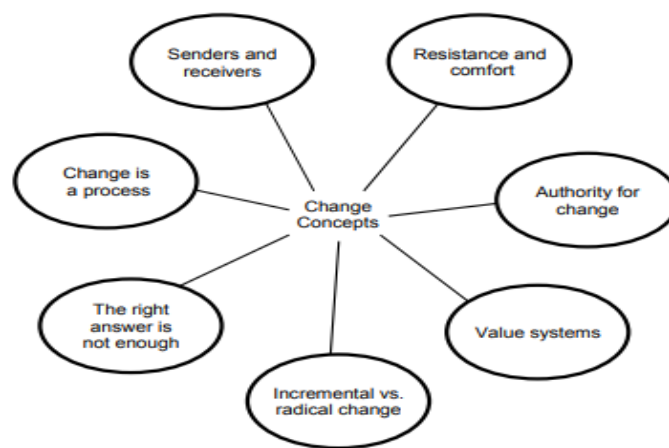 Senders and
receivers
Resistance and
comfort
Change is
a process
Authority for
change
Change
Concepts
The right
answer is
not enough
Value systems
Incremental vs.
radical change